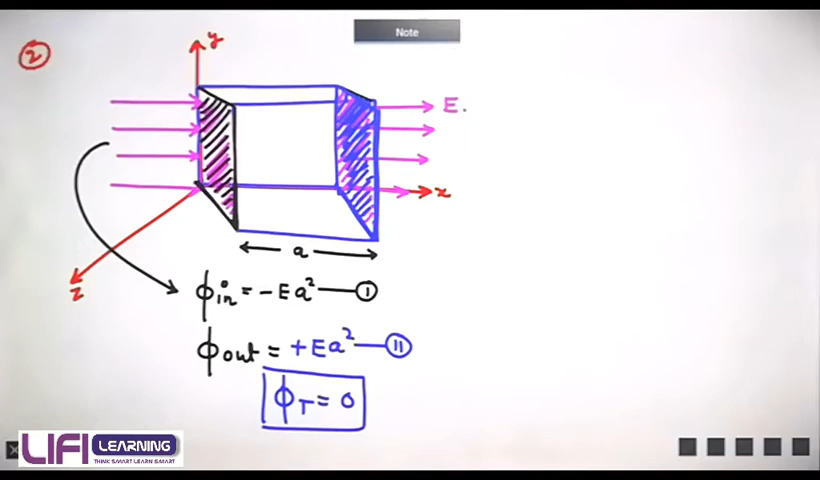 Note
2
y
E.
x
a
z
ϕin = -Ea² — I
ϕout = +Ea² — II
ϕT = 0
LIFI LEARNING
THINK SMART LEARN SMART